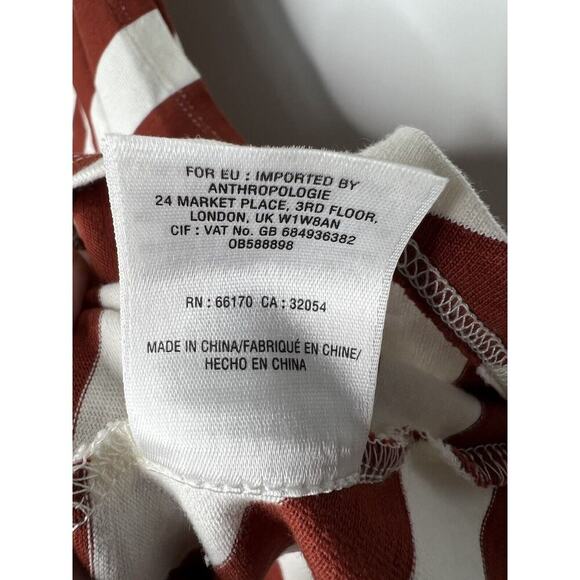 FOR EU : IMPORTED BY
ANTHROPOLOGIE
24 MARKET PLACE, 3RD FLOOR,
LONDON, UK W1W8AN
CIF : VAT No. GB 684936382
OB588898
RN : 66170 CA : 32054
MADE IN CHINA/FABRIQUÉ EN CHINE/
HECHO EN CHINA